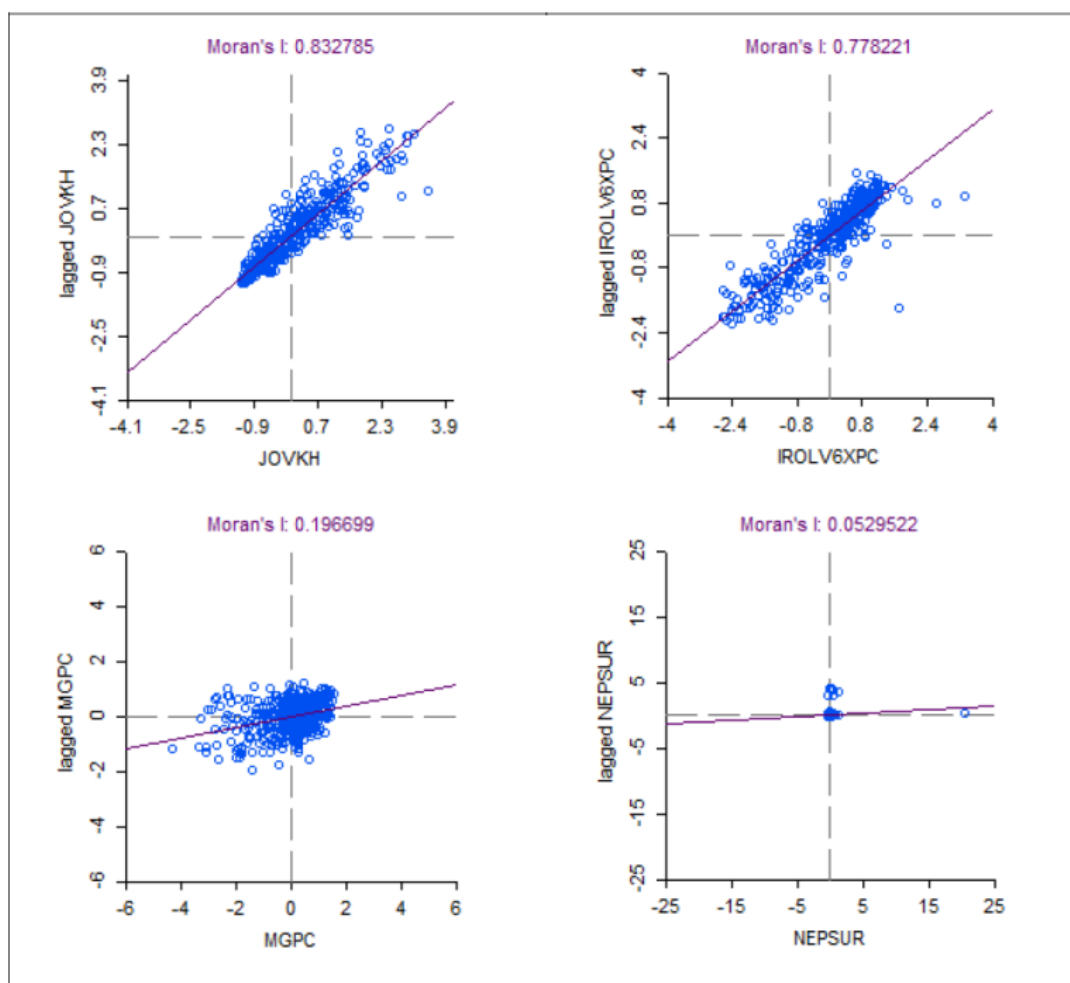 Moran's I: 0.832785
3.9
2.3
0.7
-0.9
-2.5
-4.1
lagged JOVKH
-4.1 -2.5 -0.9 0.7 2.3 3.9
JOVKH
Moran's I: 0.778221
4
2.4
0.8
-0.8
-2.4
-4
lagged IROLV6XPC
-4 -2.4 -0.8 0.8 2.4 4
IROLV6XPC
Moran's I: 0.196699
6
4
2
0
-2
-4
-6
lagged MGPC
-6 -4 -2 0 2 4 6
MGPC
Moran's I: 0.0529522
25
15
5
-5
-15
-25
lagged NEPSUR
-25 -15 -5 5 15 25
NEPSUR